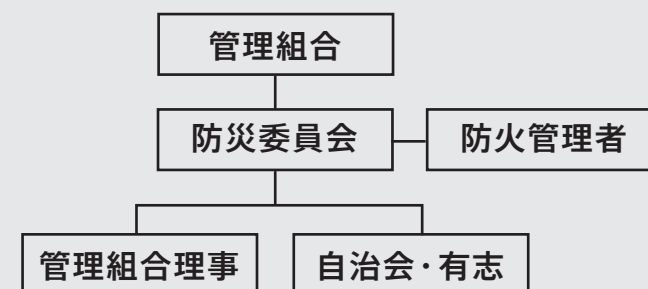 管理組合
防災委員会
防火管理者
管理組合理事
自治会・有志